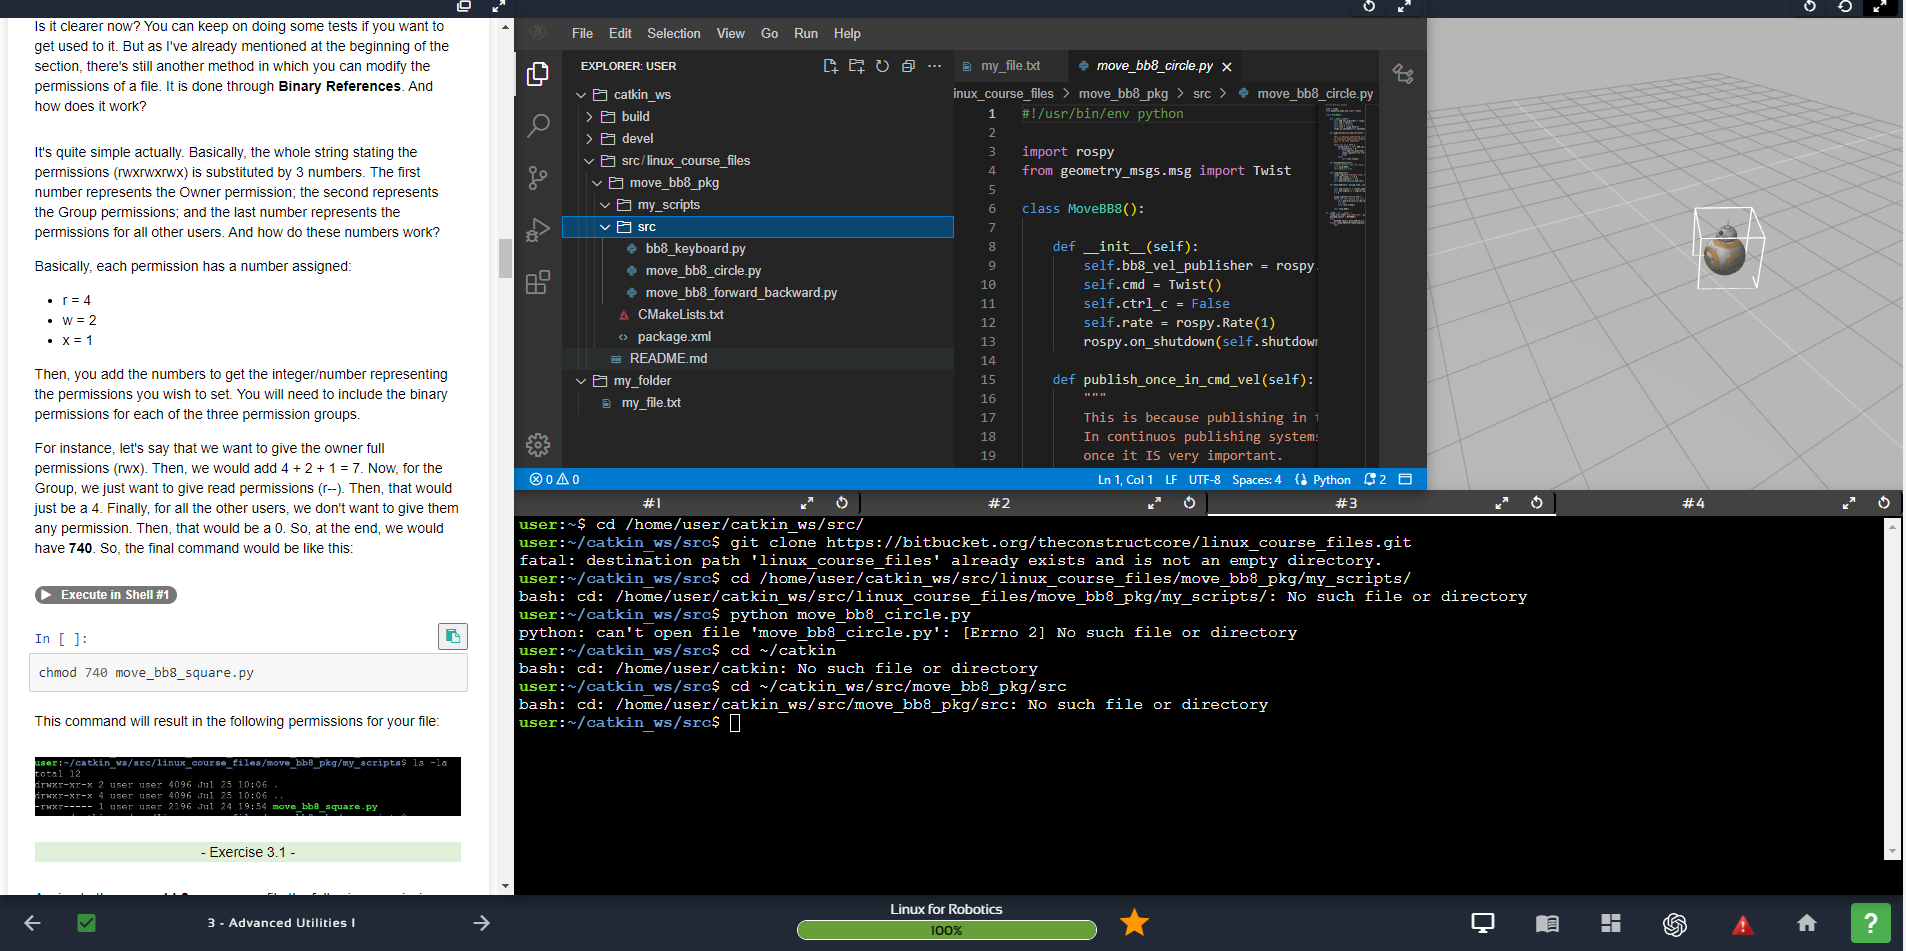 Is it clearer now? You can keep on doing some tests if you want to
get used to it. But as I've already mentioned at the beginning of the
section, there's still another method in which you can modify the
permissions of a file. It is done through Binary References. And
how does it work?
It's quite simple actually. Basically, the whole string stating the
permissions (rwxrwxrwx) is substituted by 3 numbers. The first
number represents the Owner permission; the second represents
the Group permissions; and the last number represents the
permissions for all other users. And how do these numbers work?
Basically, each permission has a number assigned:
• r = 4
• w = 2
• x = 1
Then, you add the numbers to get the integer/number representing
the permissions you wish to set. You will need to include the binary
permissions for each of the three permission groups.
For instance, let's say that we want to give the owner full
permissions (rwx). Then, we would add 4 + 2 + 1 = 7. Now, for the
Group, we just want to give read permissions (r--). Then, that would
just be a 4. Finally, for all the other users, we don't want to give them
any permission. Then, that would be a 0. So, at the end, we would
have 740. So, the final command would be like this:
Execute in Shell #1
In [ ]:
chmod 740 move_bb8_square.py
This command will result in the following permissions for your file:
user:~/catkin_ws/src/linux_course_files/move_bb8_pkg/my_scripts$ ls -la
total 12
drwxr-xr-x 2 user user 4096 Jul 25 10:06 .
drwxr-xr-x 4 user user 4096 Jul 25 10:06 ..
-rwxr----- 1 user user 2196 Jul 24 19:54 move_bb8_square.py
- Exercise 3.1 -
File Edit Selection View Go Run Help
EXPLORER: USER
catkin_ws
build
devel
src/linux_course_files
move_bb8_pkg
my_scripts
src
bb8_keyboard.py
move_bb8_circle.py
move_bb8_forward_backward.py
CMakeLists.txt
package.xml
README.md
my_folder
my_file.txt
my_file.txt move_bb8_circle.py
inux_course_files > move_bb8_pkg > src > move_bb8_circle.py
1 #!/usr/bin/env python
2
3 import rospy
4 from geometry_msgs.msg import Twist
5
6 class MoveBB8():
7
8 def __init__(self):
9 self.bb8_vel_publisher = rospy.
10 self.cmd = Twist()
11 self.ctrl_c = False
12 self.rate = rospy.Rate(1)
13 rospy.on_shutdown(self.shutdown
14
15 def publish_once_in_cmd_vel(self):
16 """
17 This is because publishing in
18 In continuos publishing systems
19 once it IS very important.
0 0 Ln 1, Col 1 LF UTF-8 Spaces: 4 Python 2
#1 #2 #3 #4
user:~$ cd /home/user/catkin_ws/src/
user:~/catkin_ws/src$ git clone https://bitbucket.org/theconstructcore/linux_course_files.git
fatal: destination path 'linux_course_files' already exists and is not an empty directory.
user:~/catkin_ws/src$ cd /home/user/catkin_ws/src/linux_course_files/move_bb8_pkg/my_scripts/
bash: cd: /home/user/catkin_ws/src/linux_course_files/move_bb8_pkg/my_scripts/: No such file or directory
user:~/catkin_ws/src$ python move_bb8_circle.py
python: can't open file 'move_bb8_circle.py': [Errno 2] No such file or directory
user:~/catkin_ws/src$ cd ~/catkin
bash: cd: /home/user/catkin: No such file or directory
user:~/catkin_ws/src$ cd ~/catkin_ws/src/move_bb8_pkg/src
bash: cd: /home/user/catkin_ws/src/move_bb8_pkg/src: No such file or directory
user:~/catkin_ws/src$
3 - Advanced Utilities I
Linux for Robotics
100%
?